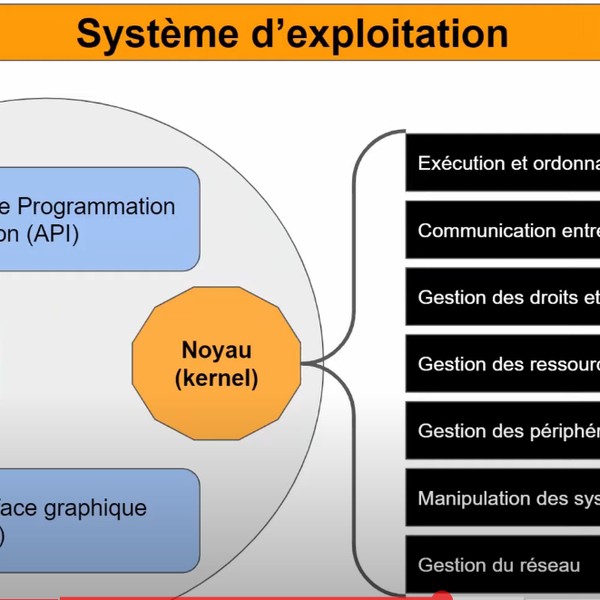 Système d'exploitation
e Programmation
on (API)
Noyau
(kernel)
face graphique
)
Exécution et ordonna
Communication entre
Gestion des droits et
Gestion des ressourc
Gestion des périphér
Manipulation des sys
Gestion du réseau